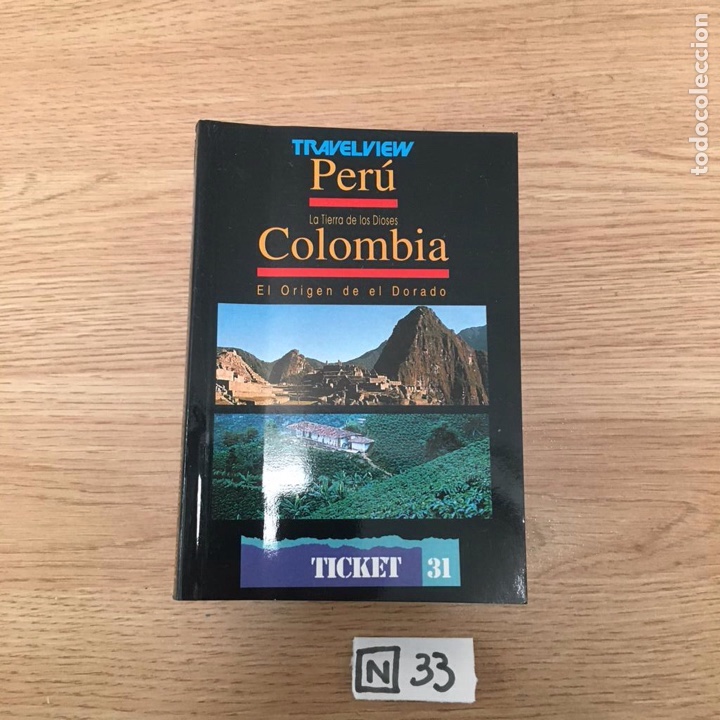 TRAVELVIEW
Perú
La Tierra de los Dioses
Colombia
El Origen de el Dorado
TICKET 31
N 33
todocoleccion